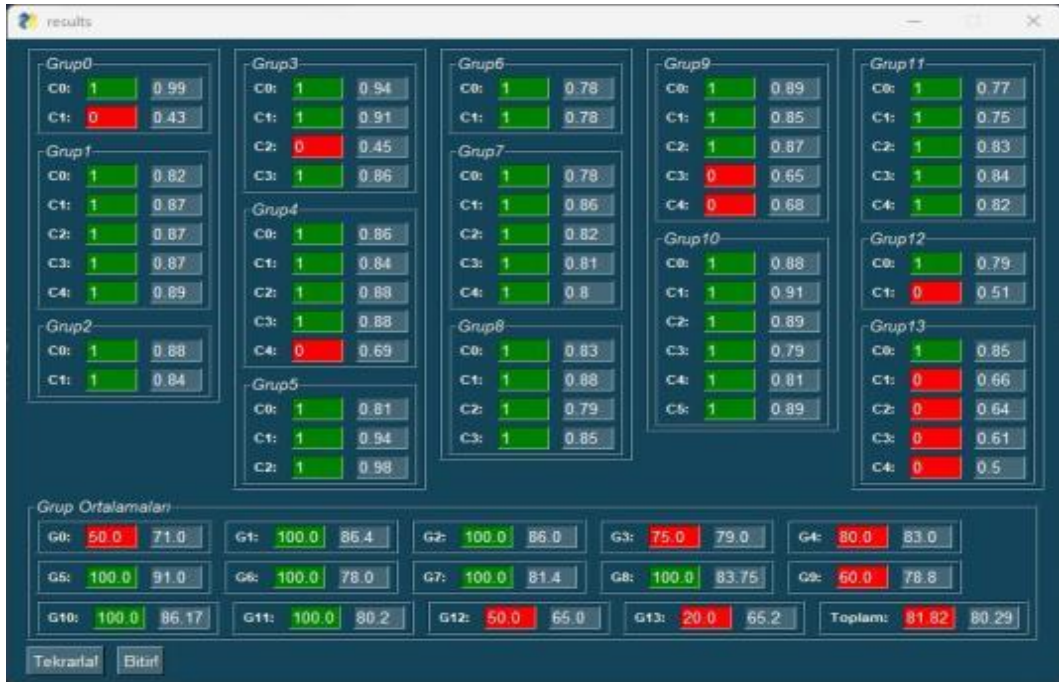 results
Grup0
C0: 1 0.99
C1: 0 0.43
Grup1
C0: 1 0.82
C1: 1 0.87
C2: 1 0.87
C3: 1 0.87
C4: 1 0.89
Grup2
C0: 1 0.88
C1: 1 0.84
Grup3
C0: 1 0.94
C1: 1 0.91
C2: 0 0.45
C3: 1 0.86
Grup4
C0: 1 0.86
C1: 1 0.84
C2: 1 0.88
C3: 1 0.88
C4: 0 0.69
Grup5
C0: 1 0.81
C1: 1 0.94
C2: 1 0.98
Grup6
C0: 1 0.78
C1: 1 0.78
Grup7
C0: 1 0.78
C1: 1 0.86
C2: 1 0.82
C3: 1 0.81
C4: 1 0.8
Grup8
C0: 1 0.83
C1: 1 0.88
C2: 1 0.79
C3: 1 0.85
Grup9
C0: 1 0.89
C1: 1 0.85
C2: 1 0.87
C3: 0 0.65
C4: 0 0.68
Grup10
C0: 1 0.88
C1: 1 0.91
C2: 1 0.89
C3: 1 0.79
C4: 1 0.81
C5: 1 0.89
Grup11
C0: 1 0.77
C1: 1 0.75
C2: 1 0.83
C3: 1 0.84
C4: 1 0.82
Grup12
C0: 1 0.79
C1: 0 0.51
Grup13
C0: 1 0.85
C1: 0 0.66
C2: 0 0.64
C3: 0 0.61
C4: 0 0.5
Grup Ortalamaları
G0: 50.0 71.0 G1: 100.0 86.4 G2: 100.0 86.0 G3: 75.0 79.0 G4: 80.0 83.0
G5: 100.0 91.0 G6: 100.0 78.0 G7: 100.0 81.4 G8: 100.0 83.75 G9: 60.0 78.8
G10: 100.0 86.17 G11: 100.0 80.2 G12: 50.0 65.0 G13: 20.0 65.2 Toplam: 81.82 80.29
Tekrarla! Bitir!